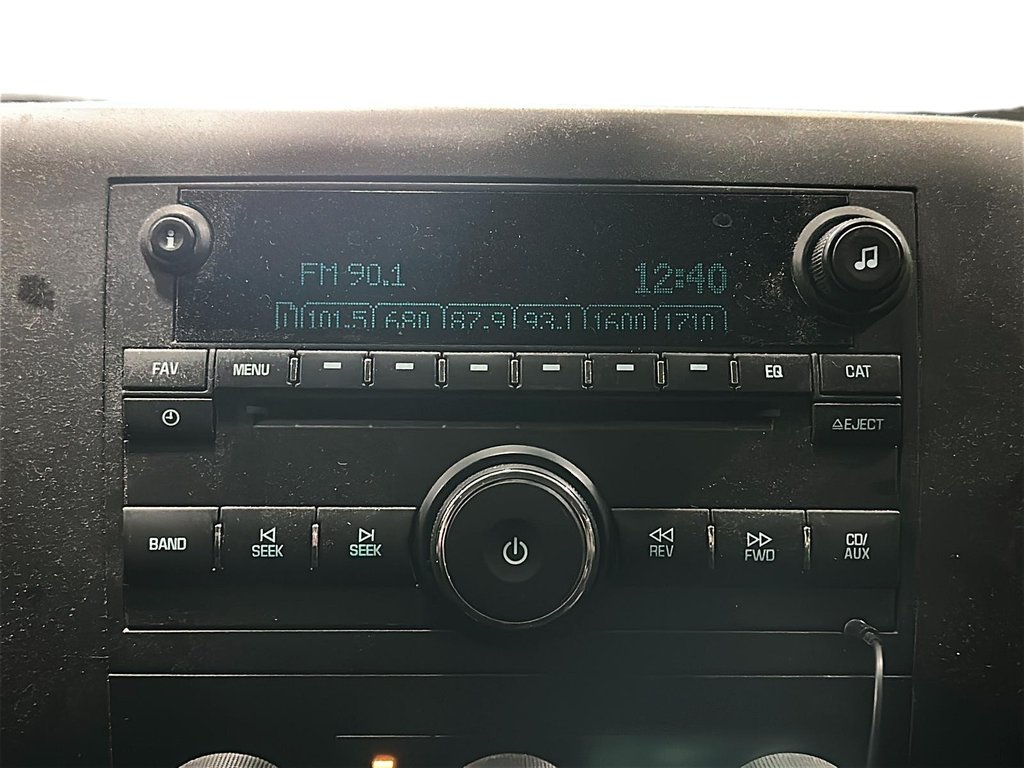 FM 90.1 12:40
101.5 680 87.9 93.1 1600 1710
FAV MENU EQ CAT
EJECT
BAND SEEK SEEK REV FWD CD/
AUX